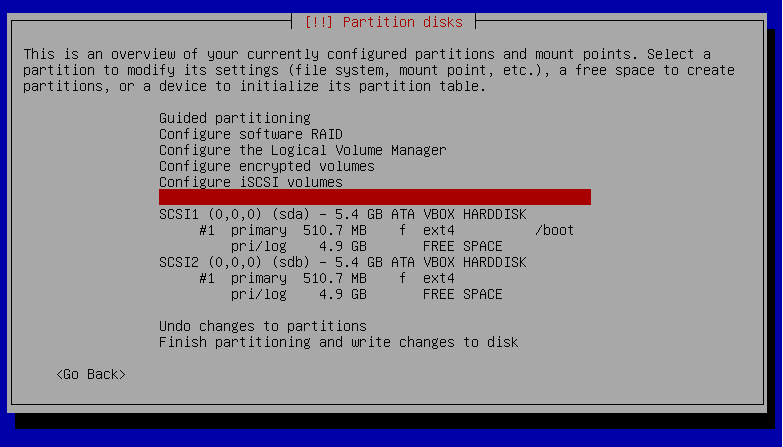 [!!] Partition disks
This is an overview of your currently configured partitions and mount points. Select a
partition to modify its settings (file system, mount point, etc.), a free space to create
partitions, or a device to initialize its partition table.
Guided partitioning
Configure software RAID
Configure the Logical Volume Manager
Configure encrypted volumes
Configure iSCSI volumes
SCSI1 (0,0,0) (sda) - 5.4 GB ATA VBOX HARDDISK
#1 primary 510.7 MB f ext4 /boot
pri/log 4.9 GB FREE SPACE
SCSI2 (0,0,0) (sdb) - 5.4 GB ATA VBOX HARDDISK
#1 primary 510.7 MB f ext4
pri/log 4.9 GB FREE SPACE
Undo changes to partitions
Finish partitioning and write changes to disk
<Go Back>